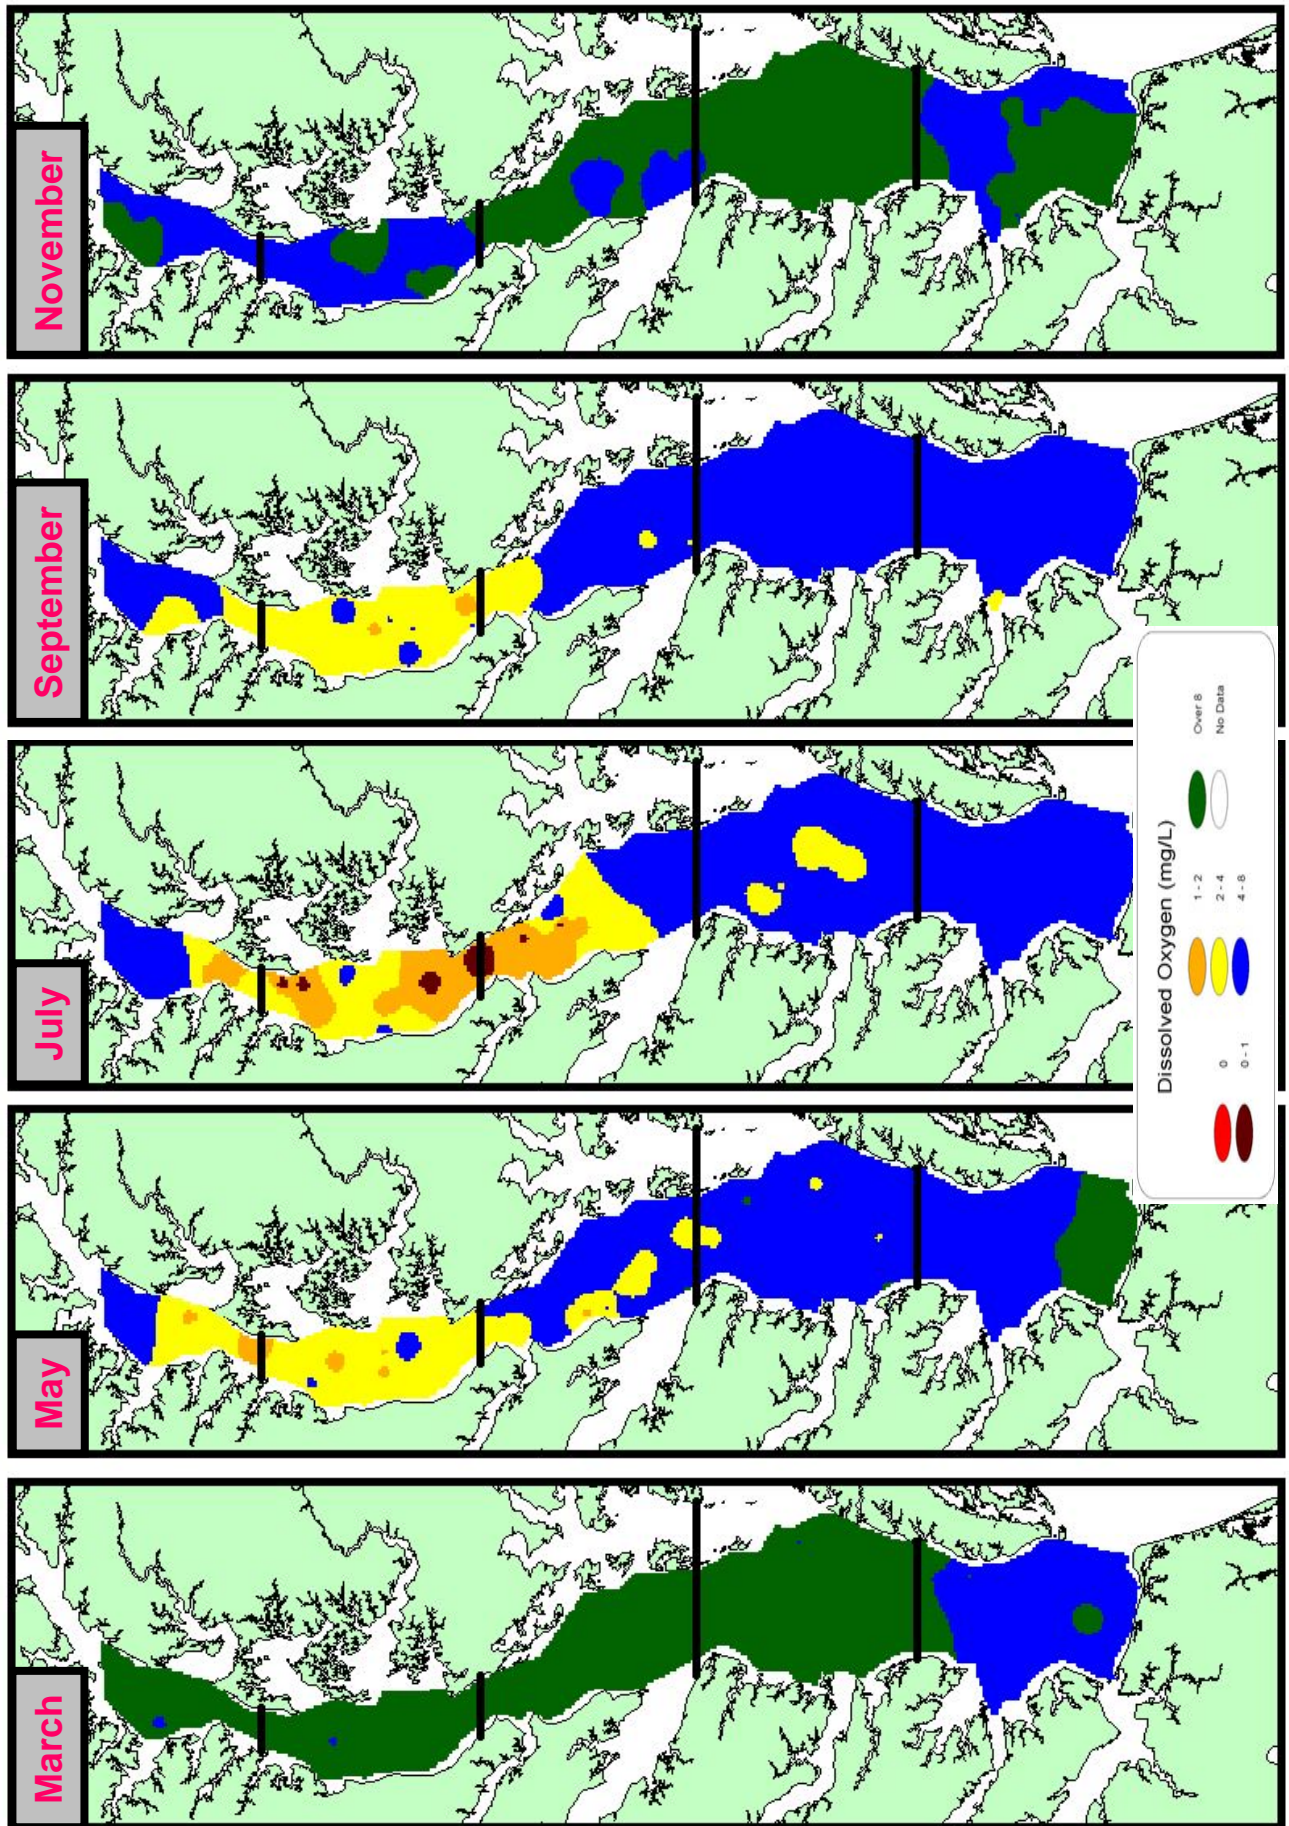 March
May
July
September
November
Dissolved Oxygen (mg/L)
0
0 - 1
1 - 2
2 - 4
4 - 8
Over 8
No Data